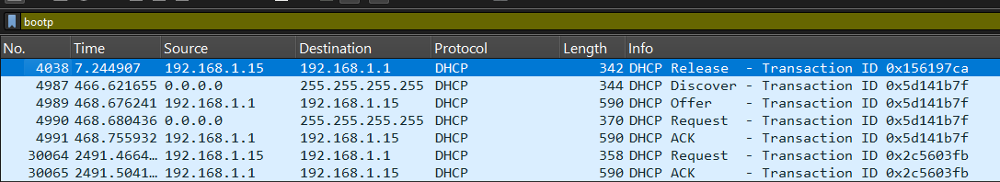 bootp
No. Time Source Destination Protocol Length Info
4038 7.244907 192.168.1.15 192.168.1.1 DHCP 342 DHCP Release - Transaction ID 0x156197ca
4987 466.621655 0.0.0.0 255.255.255.255 DHCP 344 DHCP Discover - Transaction ID 0x5d141b7f
4989 468.676241 192.168.1.1 192.168.1.15 DHCP 590 DHCP Offer - Transaction ID 0x5d141b7f
4990 468.680436 0.0.0.0 255.255.255.255 DHCP 370 DHCP Request - Transaction ID 0x5d141b7f
4991 468.755932 192.168.1.1 192.168.1.15 DHCP 590 DHCP ACK - Transaction ID 0x5d141b7f
30064 2491.4664… 192.168.1.15 192.168.1.1 DHCP 358 DHCP Request - Transaction ID 0x2c5603fb
30065 2491.5041… 192.168.1.1 192.168.1.15 DHCP 590 DHCP ACK - Transaction ID 0x2c5603fb